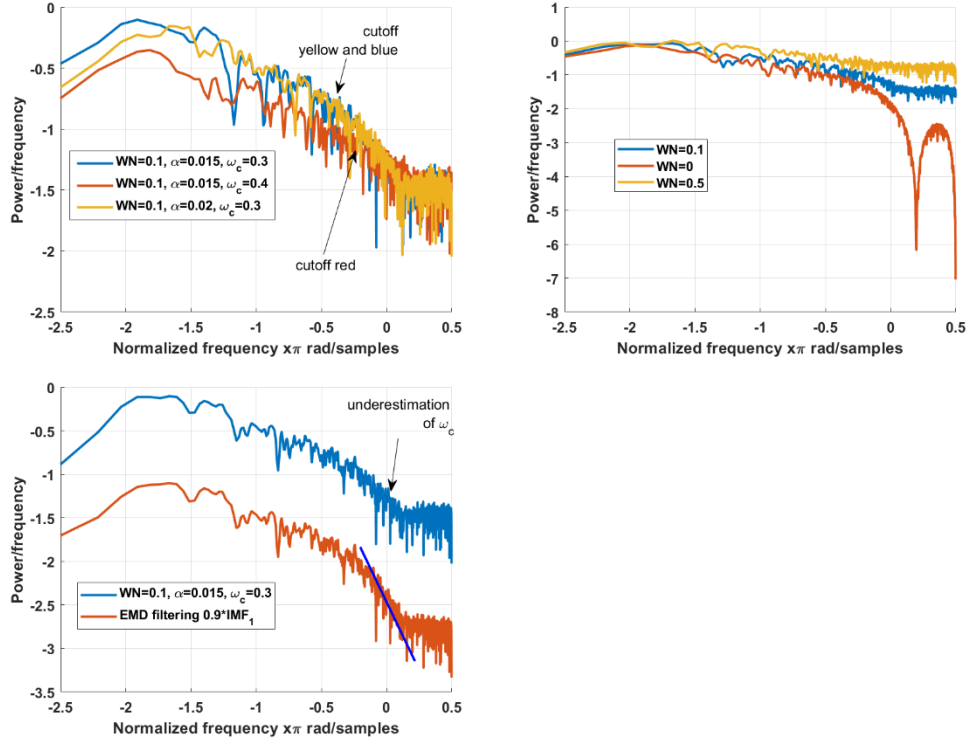 0
-0.5
-1
-1.5
-2
-2.5
Power/frequency
cutoff
yellow and blue
WN=0.1, α=0.015, ω_c=0.3
WN=0.1, α=0.015, ω_c=0.4
WN=0.1, α=0.02, ω_c=0.3
cutoff red
-2.5 -2 -1.5 -1 -0.5 0 0.5
Normalized frequency xπ rad/samples
1
0
-1
-2
-3
-4
-5
-6
-7
-8
Power/frequency
WN=0.1
WN=0
WN=0.5
-2.5 -2 -1.5 -1 -0.5 0 0.5
Normalized frequency xπ rad/samples
0
-0.5
-1
-1.5
-2
-2.5
-3
-3.5
Power/frequency
underestimation
of ω_c
WN=0.1, α=0.015, ω_c=0.3
EMD filtering 0.9*IMF_1
-2.5 -2 -1.5 -1 -0.5 0 0.5
Normalized frequency xπ rad/samples